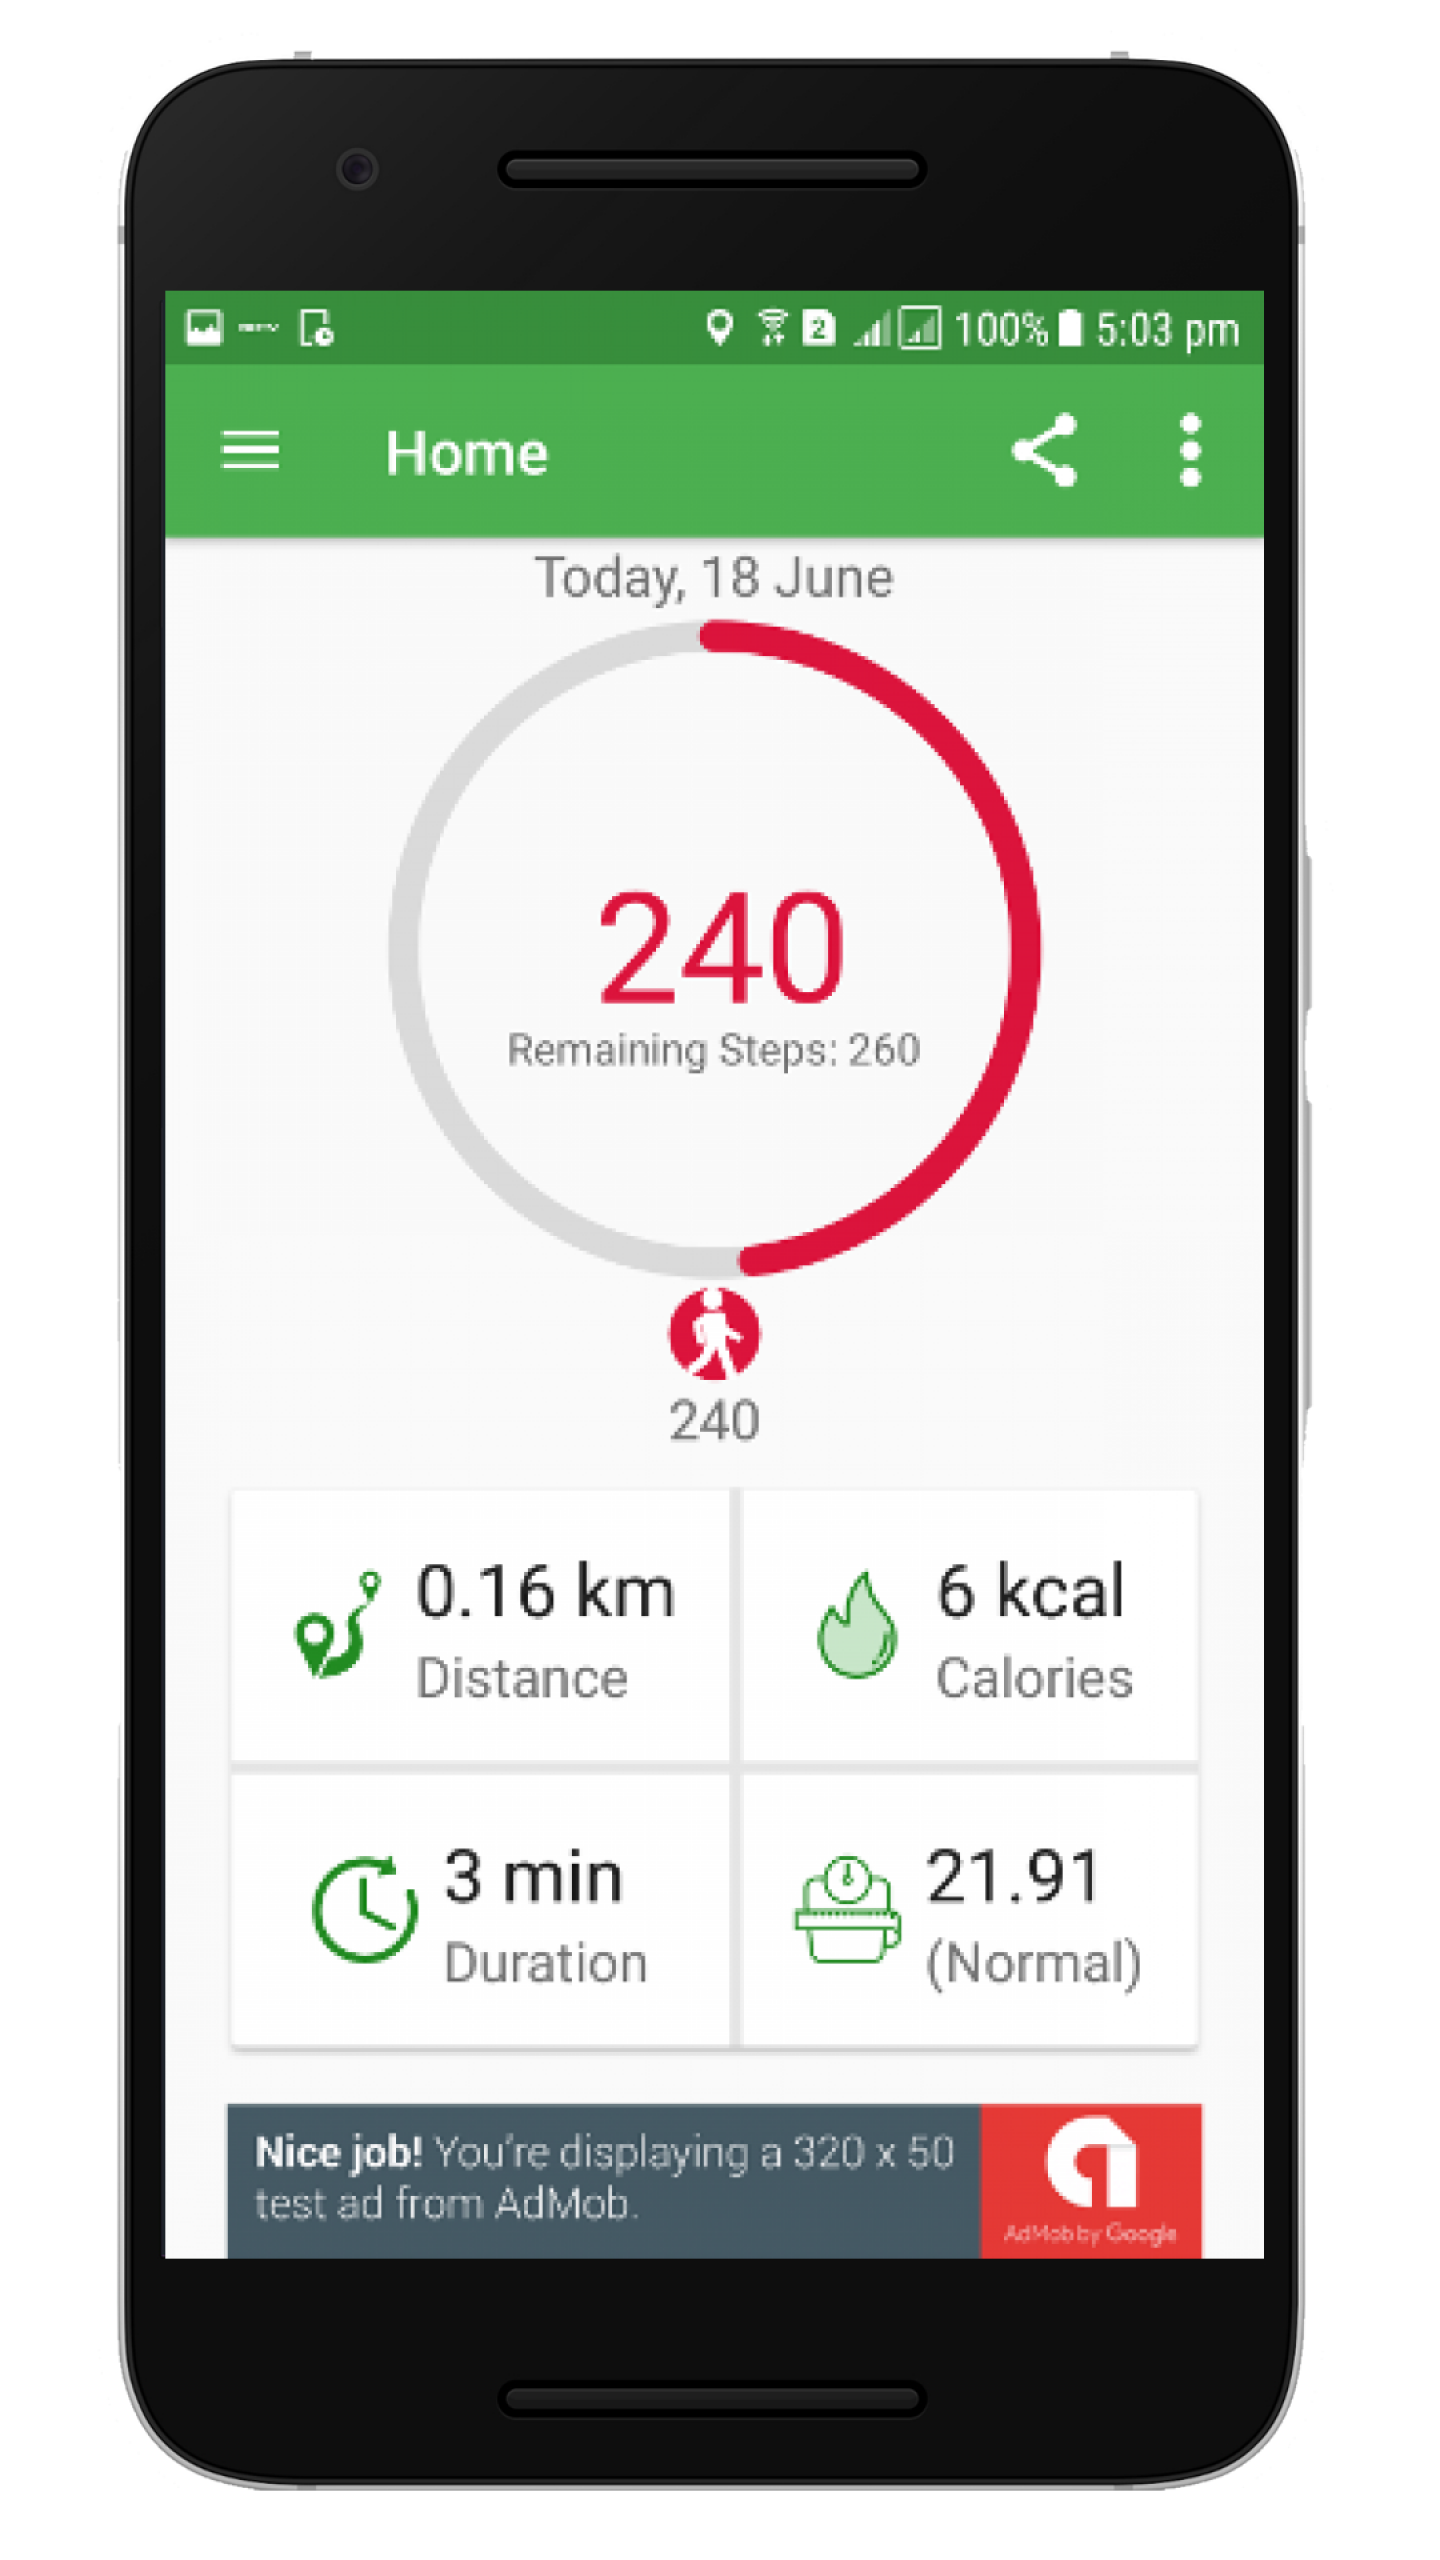 2 100% 5:03 pm
Home
Today, 18 June
240
Remaining Steps: 260
240
0.16 km
Distance
6 kcal
Calories
3 min
Duration
21.91
(Normal)
Nice job! You're displaying a 320 x 50
test ad from AdMob.
AdMob by Google